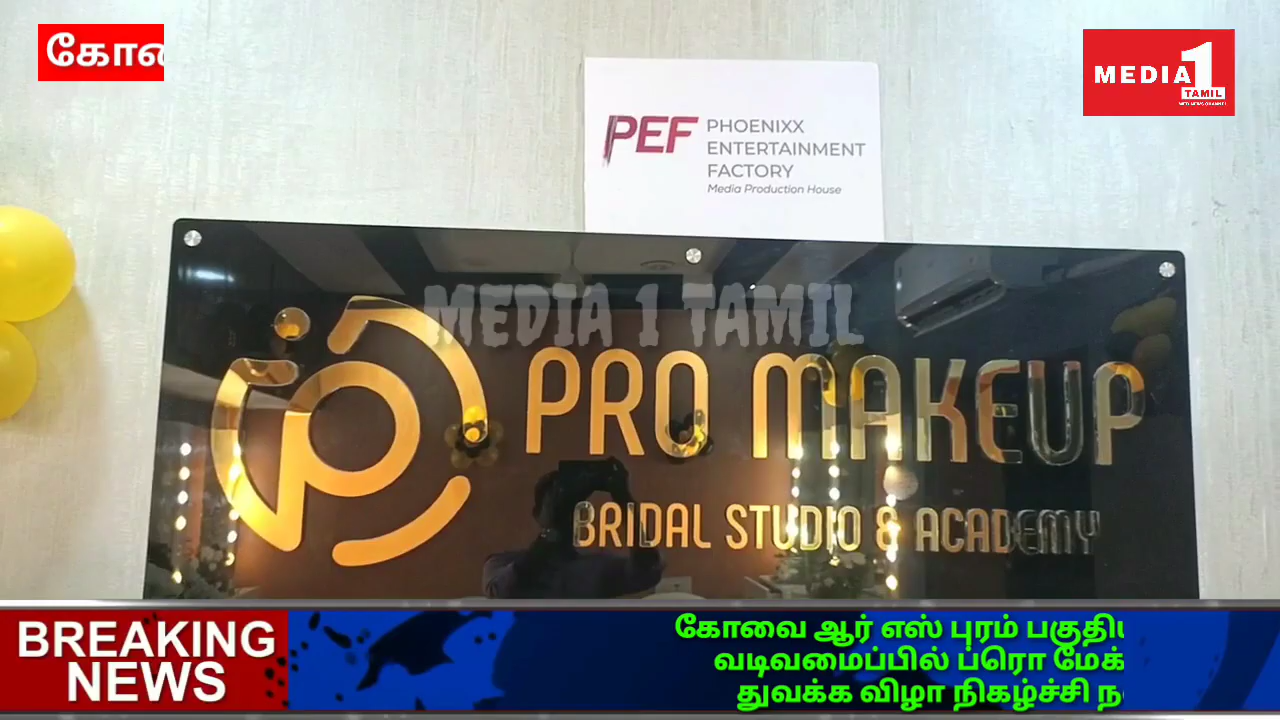 MEDIA 1
TAMIL
PEF PHOENIXX
ENTERTAINMENT
FACTORY
Media Production House
MEDIA 1 TAMIL
PRO MAKEUP
BRIDAL STUDIO & ACADEMY
BREAKING
NEWS
கோவை ஆர் எஸ் புரம்
வடிவமைப்பில் ப்ரொ
துவக்க விழா நிகழ்ச்சி